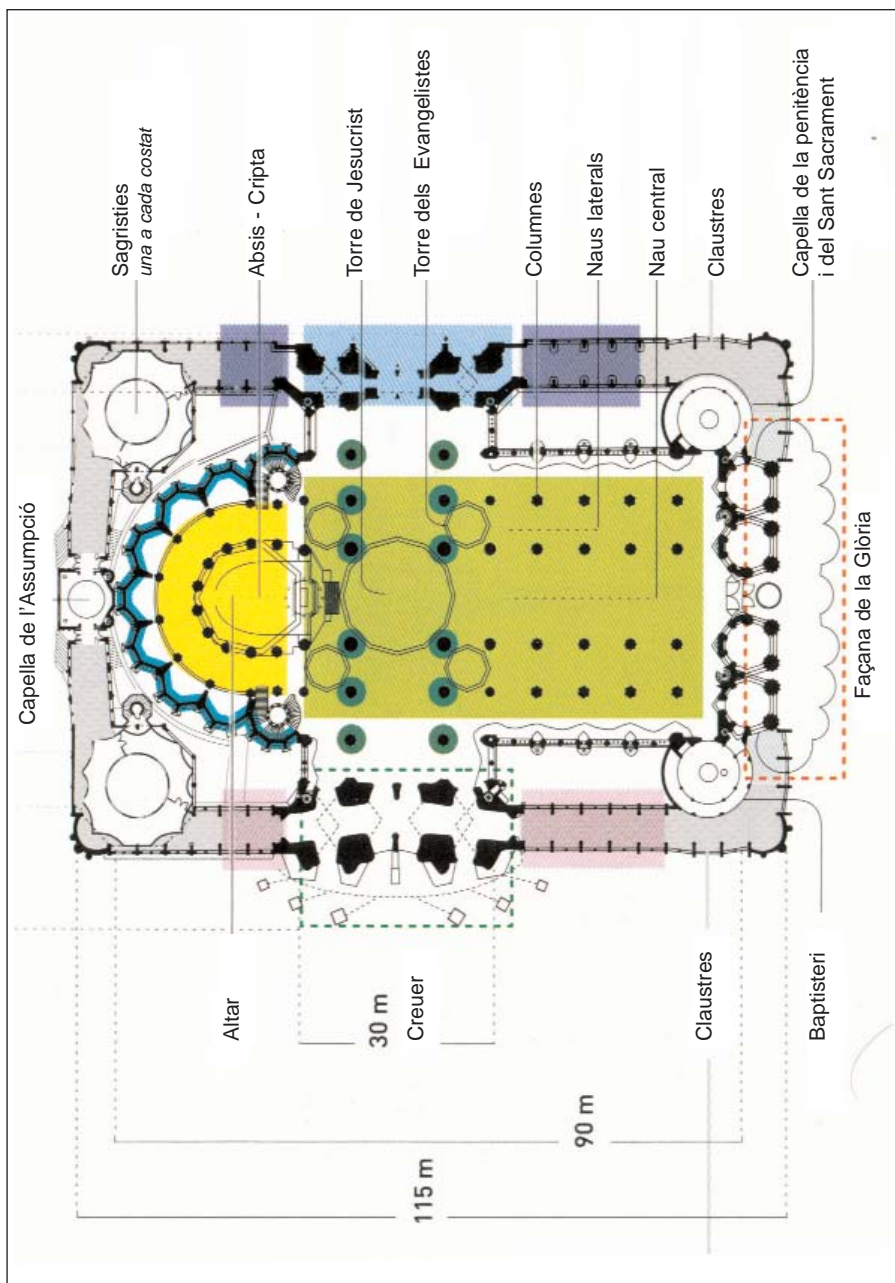 Capella de l'Assumpció
Sagristies
una a cada costat
Absis - Cripta
Torre de Jesucrist
Torre dels Evangelistes
Columnes
Naus laterals
Nau central
Claustres
Capella de la penitència
i del Sant Sacrament
Façana de la Glòria
Altar
Creuer
30 m
Claustres
Baptisteri
90 m
115 m